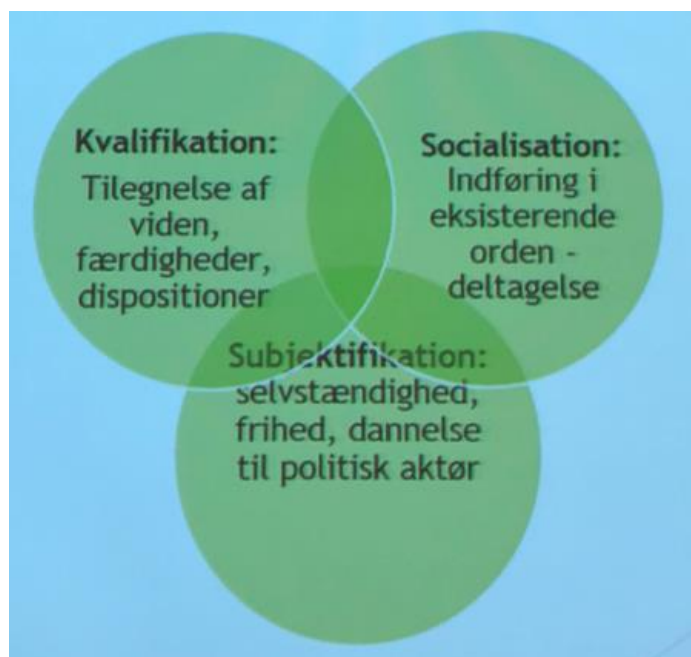 Kvalifikation:
Tilegnelse af
viden,
færdigheder,
dispositioner
Socialisation:
Indføring i
eksisterende
orden -
deltagelse
Subjektifikation:
selvstændighed,
frihed, dannelse
til politisk aktør